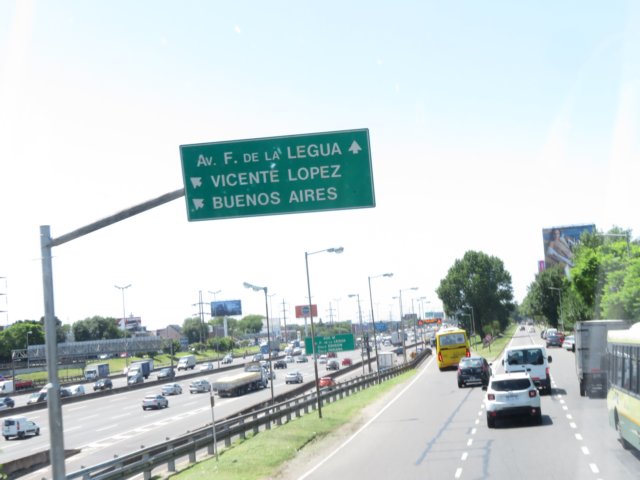 AV. F. DE LA LEGUA
VICENTE LOPEZ
BUENOS AIRES